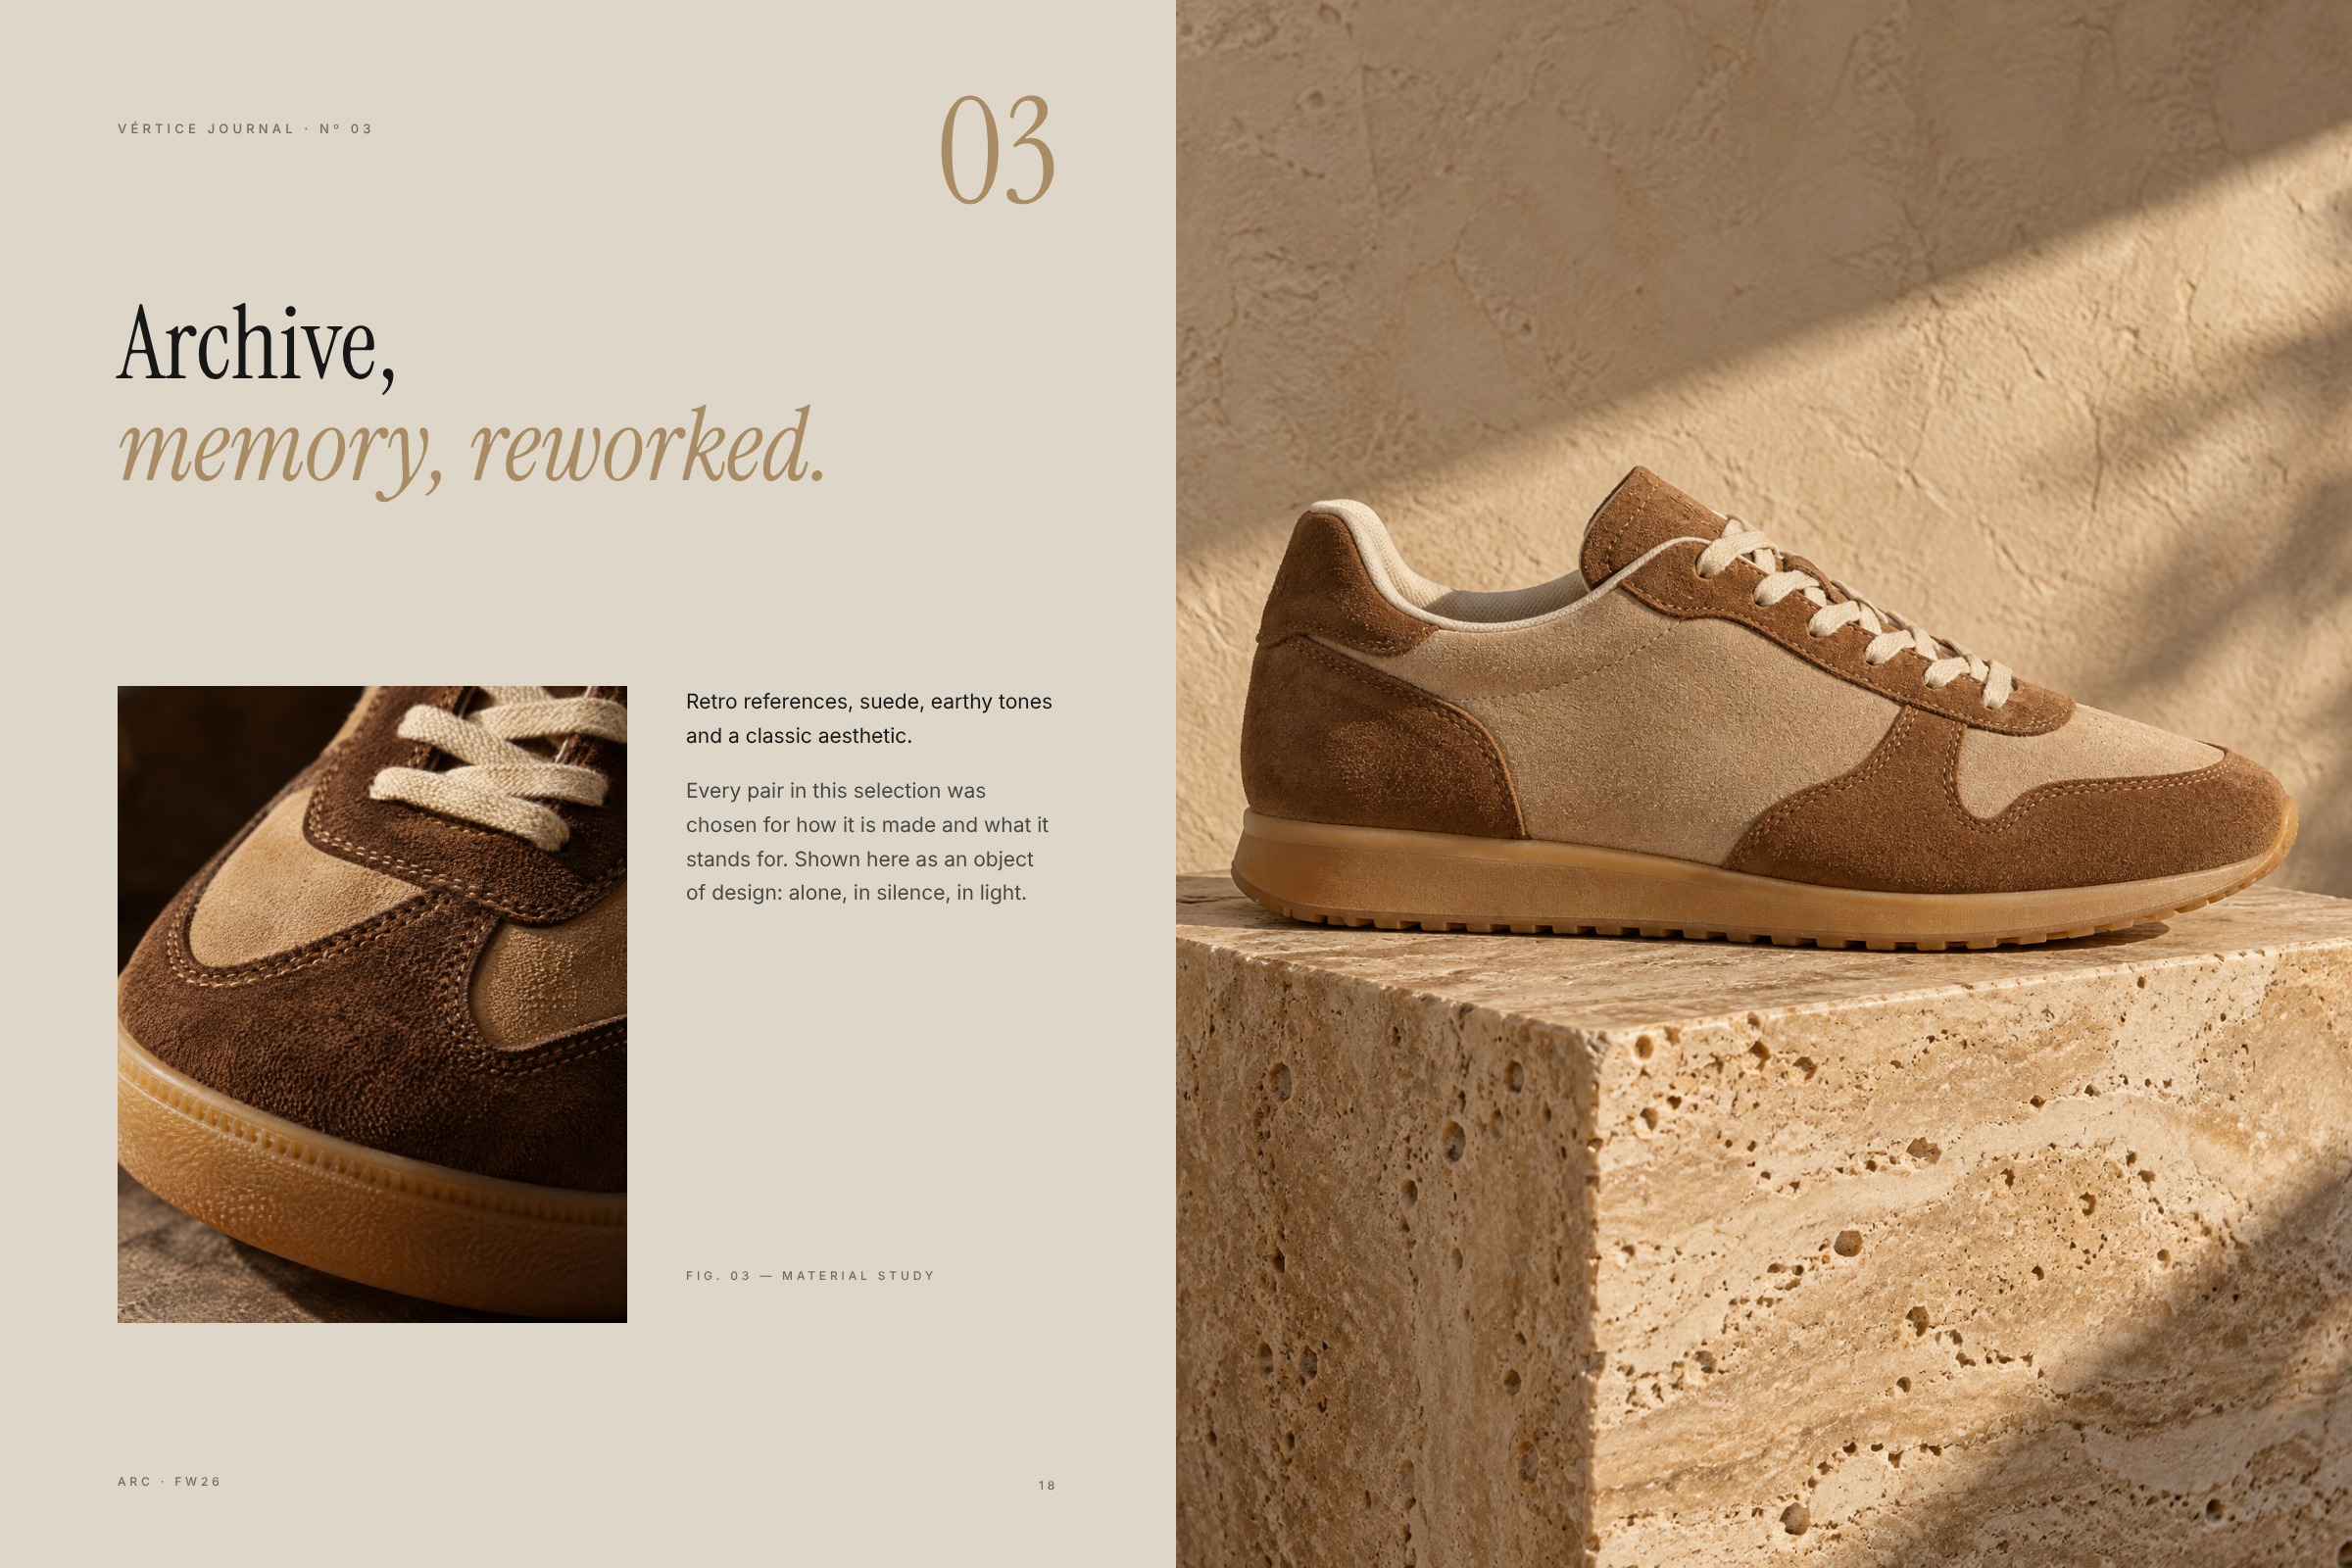 VÉRTICE JOURNAL · Nº 03
03
Archive,
memory, reworked.
Retro references, suede, earthy tones
and a classic aesthetic.
Every pair in this selection was
chosen for how it is made and what it
stands for. Shown here as an object
of design: alone, in silence, in light.
FIG. 03 — MATERIAL STUDY
ARC · FW26
18